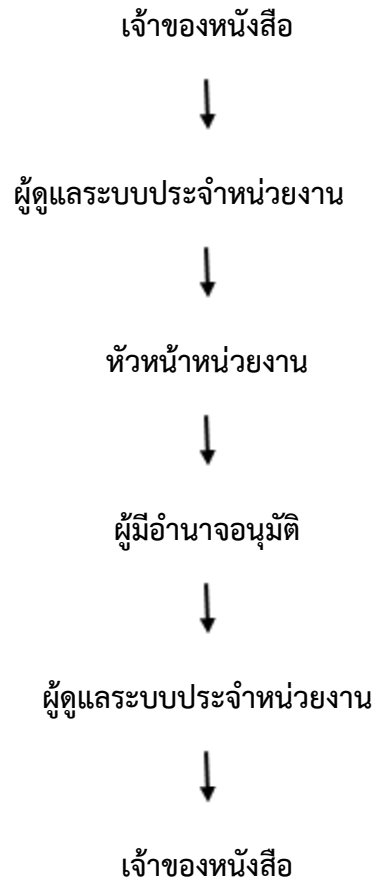 เจ้าของหนังสือ
ผู้ดูแลระบบประจำหน่วยงาน
หัวหน้าหน่วยงาน
ผู้มีอำนาจอนุมัติ
ผู้ดูแลระบบประจำหน่วยงาน
เจ้าของหนังสือ